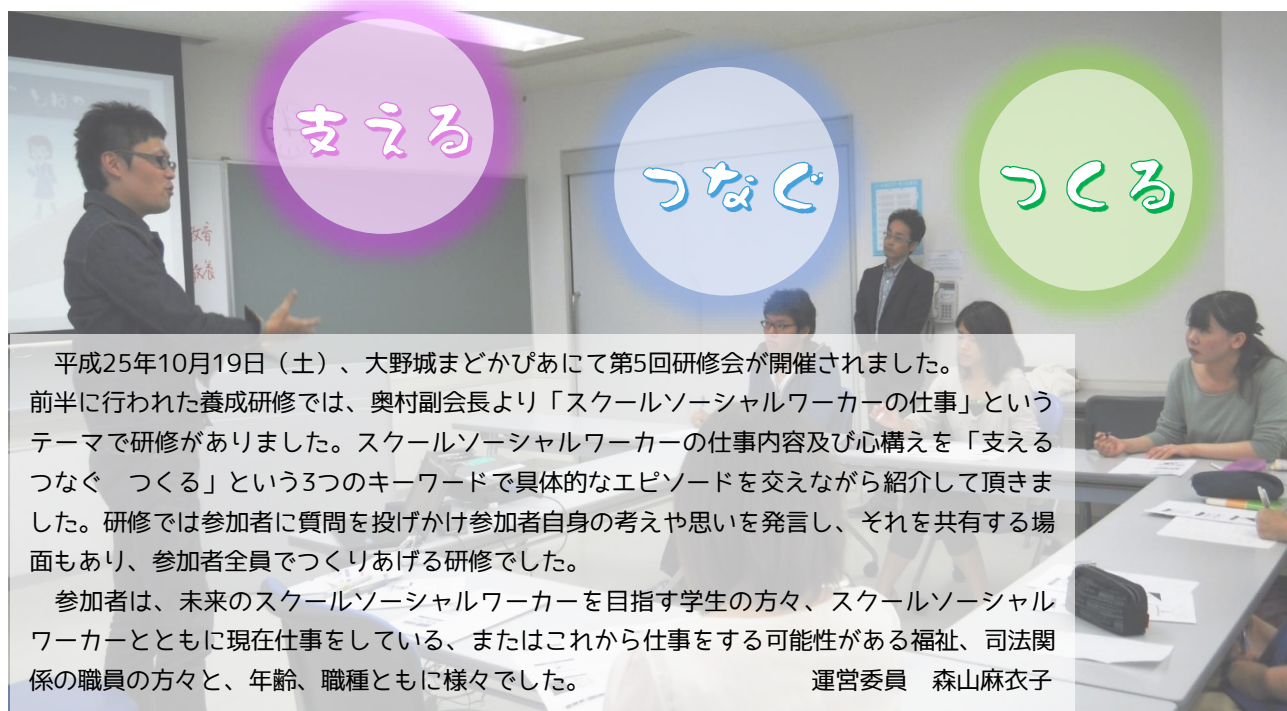 支える
つなぐ
つくる
教育
教養
平成25年10月19日（土）、大野城まどかぴあにて第5回研修会が開催されました。
前半に行われた養成研修では、奥村副会長より「スクールソーシャルワーカーの仕事」という
テーマで研修がありました。スクールソーシャルワーカーの仕事内容及び心構えを「支える
つなぐ　つくる」という3つのキーワードで具体的なエピソードを交えながら紹介して頂きま
した。研修では参加者に質問を投げかけ参加者自身の考えや思いを発言し、それを共有する場
面もあり、参加者全員でつくりあげる研修でした。
　参加者は、未来のスクールソーシャルワーカーを目指す学生の方々、スクールソーシャル
ワーカーとともに現在仕事をしている、またはこれから仕事をする可能性がある福祉、司法関
係の職員の方々と、年齢、職種ともに様々でした。　運営委員　森山麻衣子